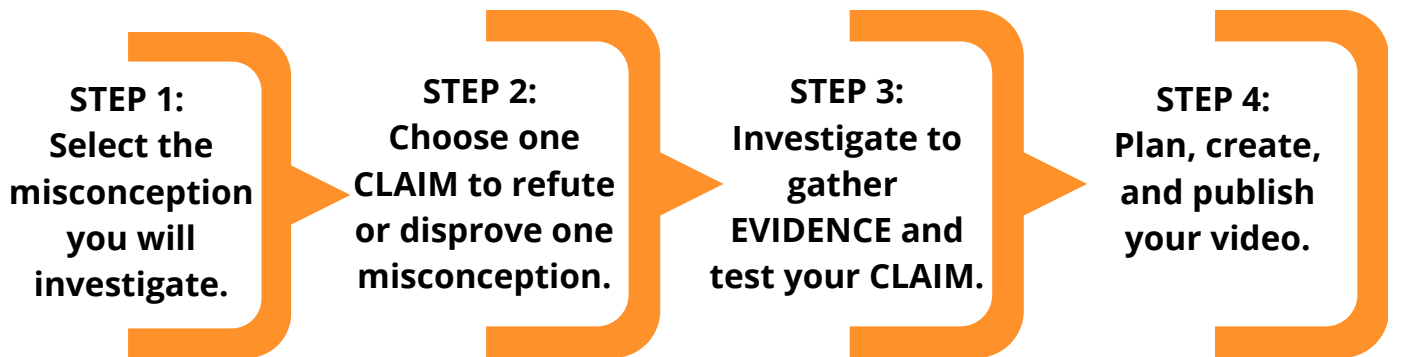 STEP 1:
Select the
misconception
you will
investigate.
STEP 2:
Choose one
CLAIM to refute
or disprove one
misconception.
STEP 3:
Investigate to
gather
EVIDENCE and
test your CLAIM.
STEP 4:
Plan, create,
and publish
your video.